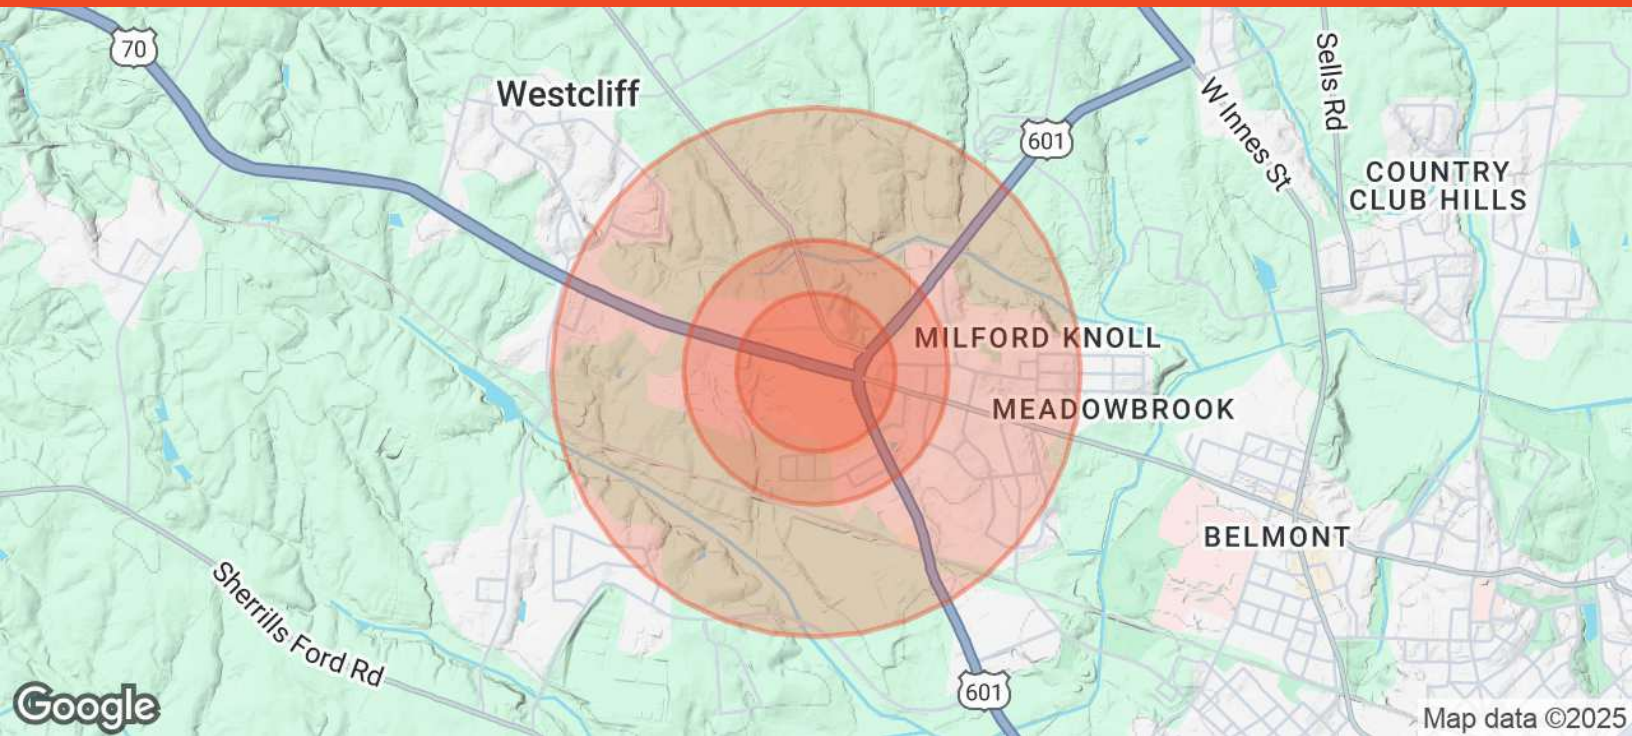 70
Westcliff
601
Sells Rd
W Innes St
COUNTRY
CLUB HILLS
MILFORD KNOLL
MEADOWBROOK
BELMONT
Sherrills Ford Rd
601
Google
Map data ©2025